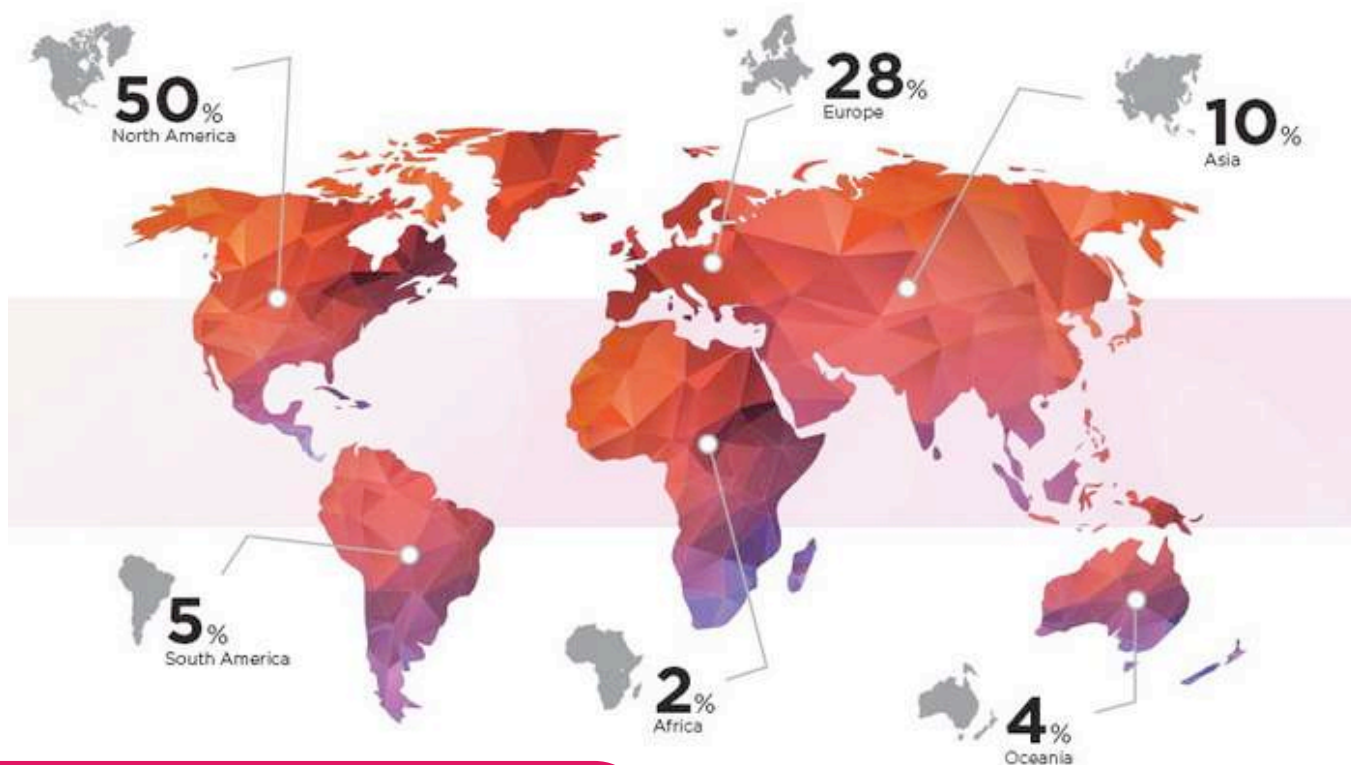 50%
North America
28%
Europe
10%
Asia
5%
South America
2%
Africa
4%
Oceania